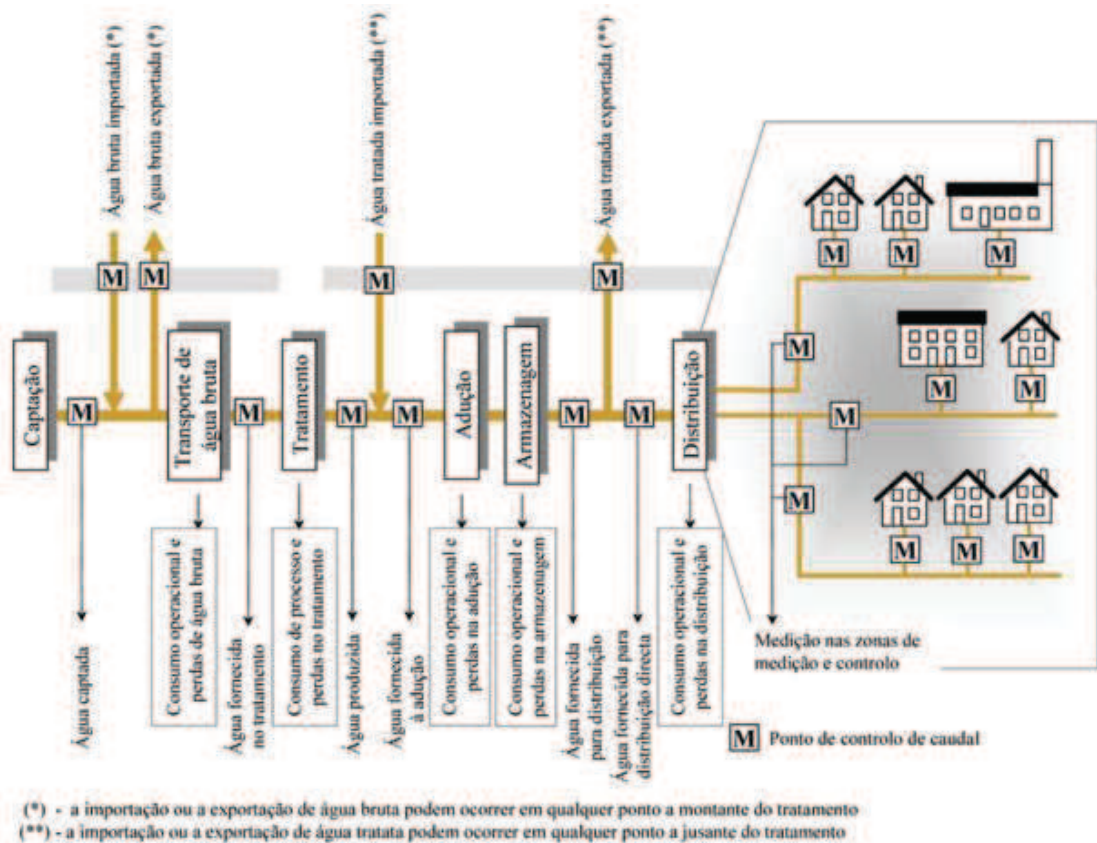 Água bruta importada (*)
Água bruta exportada (*)
Água tratada importada (**)
Água tratada exportada (**)
M
M
M
M
Captação
M
Transporte de
água bruta
M
Tratamento
M
M
Adução
Armazenagem
M
M
Distribuição
M
M
M
M
M
M
M
M
M
M
M
Água captada
Consumo operacional e
perdas de água bruta
Água fornecida
no tratamento
Consumo de processo e
perdas no tratamento
Água produzida
Água fornecida
à adução
Consumo operacional e
perdas na adução
Consumo operacional e
perdas na armazenagem
Água fornecida
para distribuição
Água fornecida para
distribuição directa
Consumo operacional e
perdas na distribuição
Medição nas zonas de
medição e controlo
M Ponto de controlo de caudal
(*) - a importação ou a exportação de água bruta podem ocorrer em qualquer ponto a montante do tratamento
(**) - a importação ou a exportação de água tratata podem ocorrer em qualquer ponto a jusante do tratamento